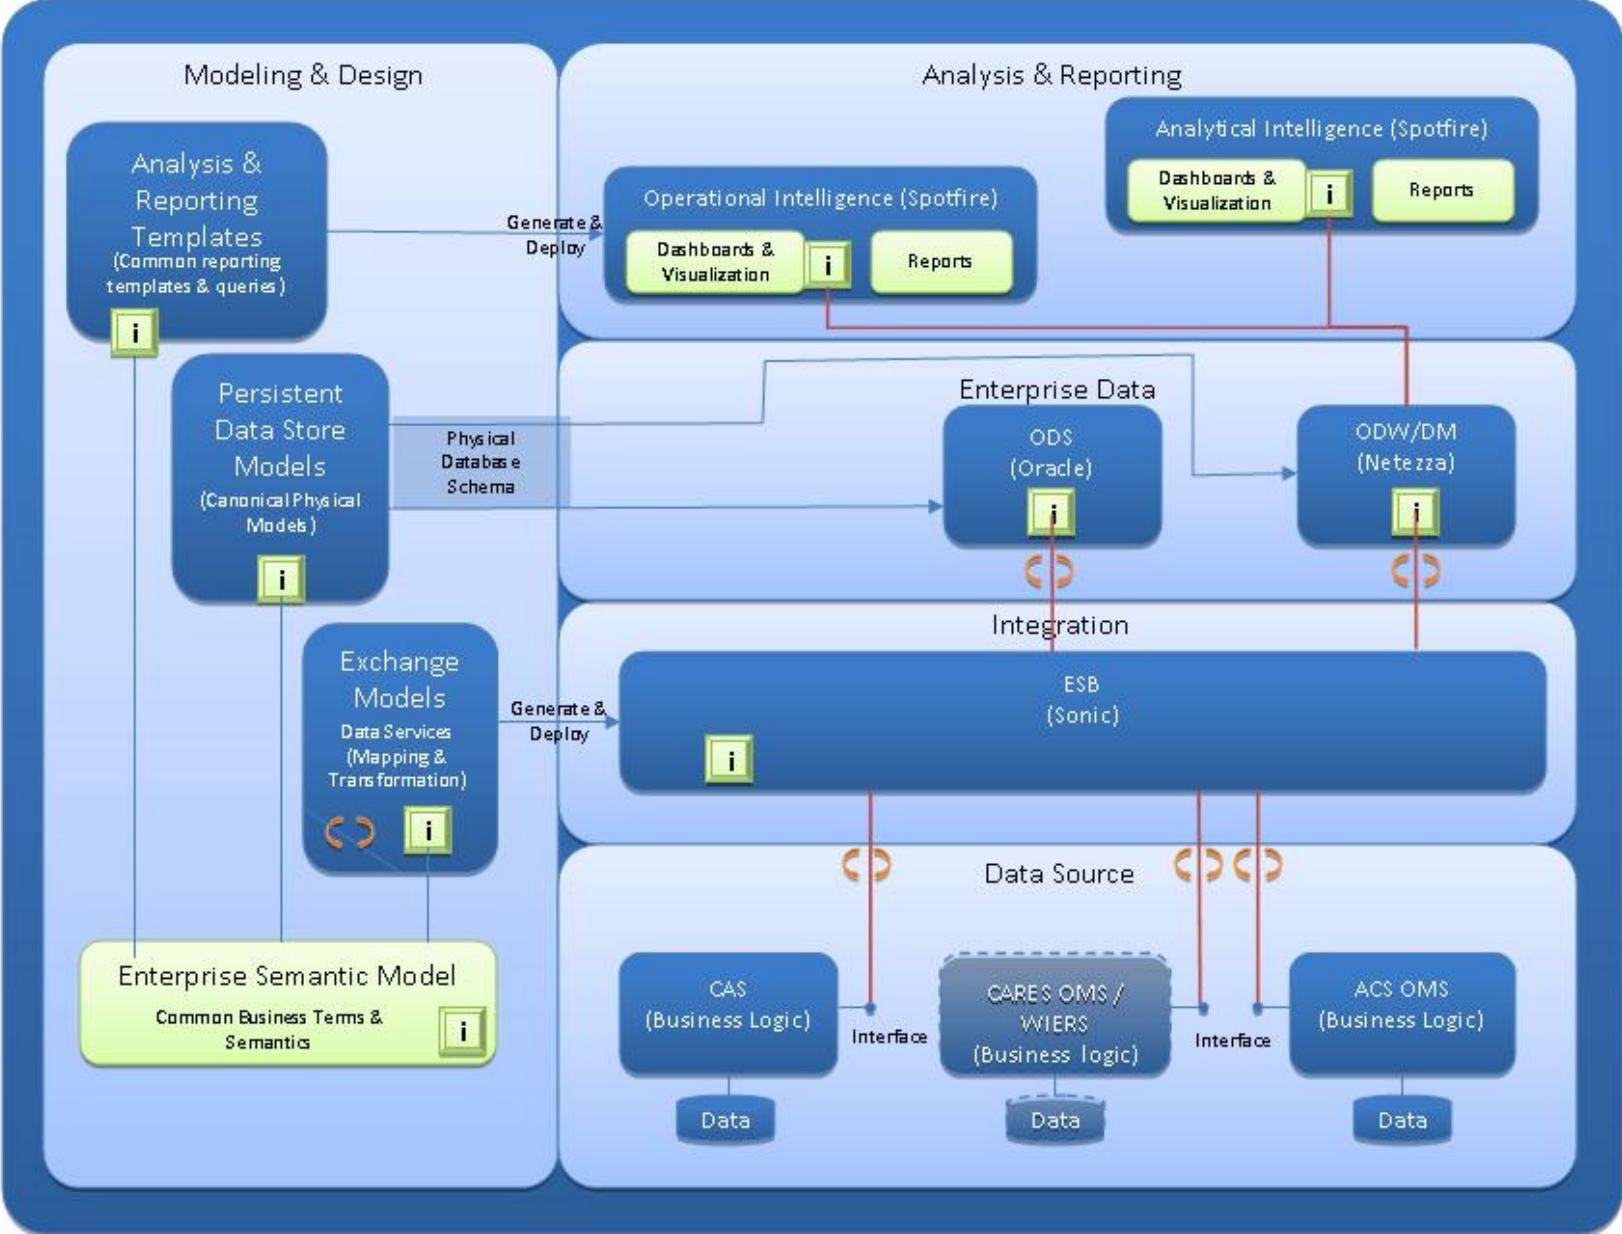 Modeling & Design
Analysis &
Reporting
Templates
(Common reporting
templates & queries)
i
Persistent
Data Store
Models
(Canonical Physical
Models)
i
Exchange
Models
Data Services
(Mapping &
Transformation)
i
Enterprise Semantic Model
Common Business Terms &
Semantics
i
Generate &
Deploy
Physical
Database
Schema
Generate &
Deploy
Analysis & Reporting
Operational Intelligence (Spotfire)
Dashboards &
Visualization
i
Reports
Analytical Intelligence (Spotfire)
Dashboards &
Visualization
i
Reports
Enterprise Data
ODS
(Oracle)
i
ODW/DM
(Netezza)
i
Integration
ESB
(Sonic)
i
Data Source
CAS
(Business Logic)
Data
Interface
CARES OMS /
WIERS
(Business logic)
Data
Interface
ACS OMS
(Business Logic)
Data